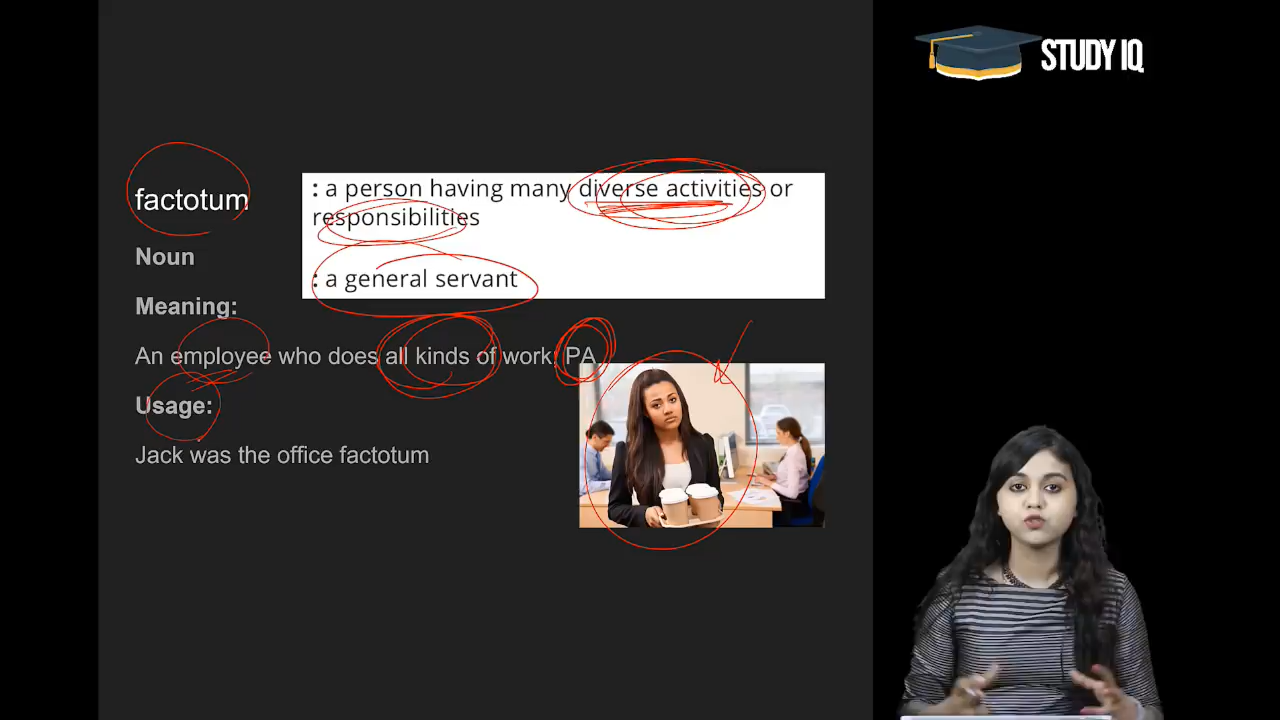 STUDY IQ
factotum
: a person having many diverse activities or
responsibilities
: a general servant
Noun
Meaning:
An employee who does all kinds of work; PA
Usage:
Jack was the office factotum